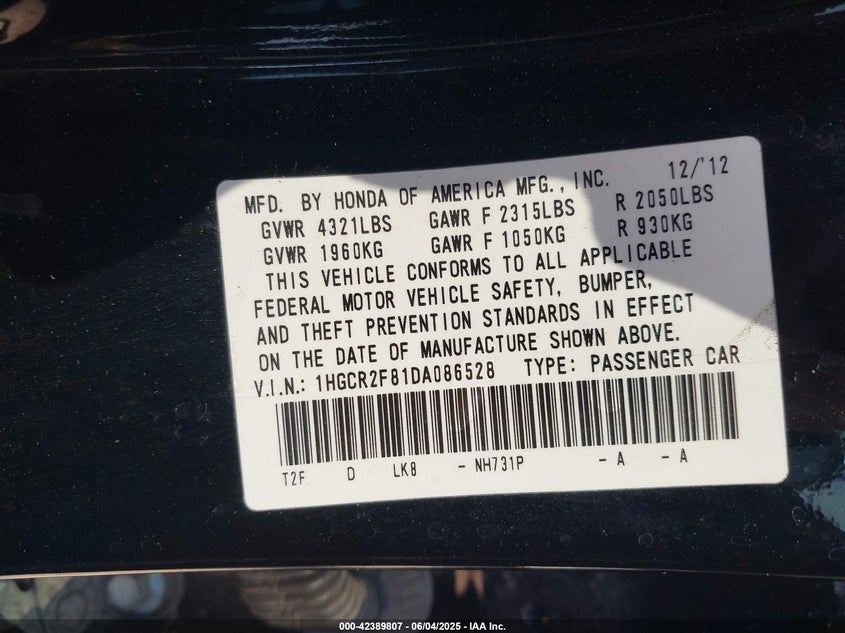 MFD. BY HONDA OF AMERICA MFG., INC. 12/'12
GVWR 4321LBS GAWR F 2315LBS R 2050LBS
GVWR 1960KG GAWR F 1050KG R 930KG
THIS VEHICLE CONFORMS TO ALL APPLICABLE
FEDERAL MOTOR VEHICLE SAFETY, BUMPER,
AND THEFT PREVENTION STANDARDS IN EFFECT
ON THE DATE OF MANUFACTURE SHOWN ABOVE.
V.I.N.: 1HGCR2F81DA086528 TYPE: PASSENGER CAR
T2F D LK8 - NH731P - A - A
000-42389807 - 06/04/2025 - IAA Inc.